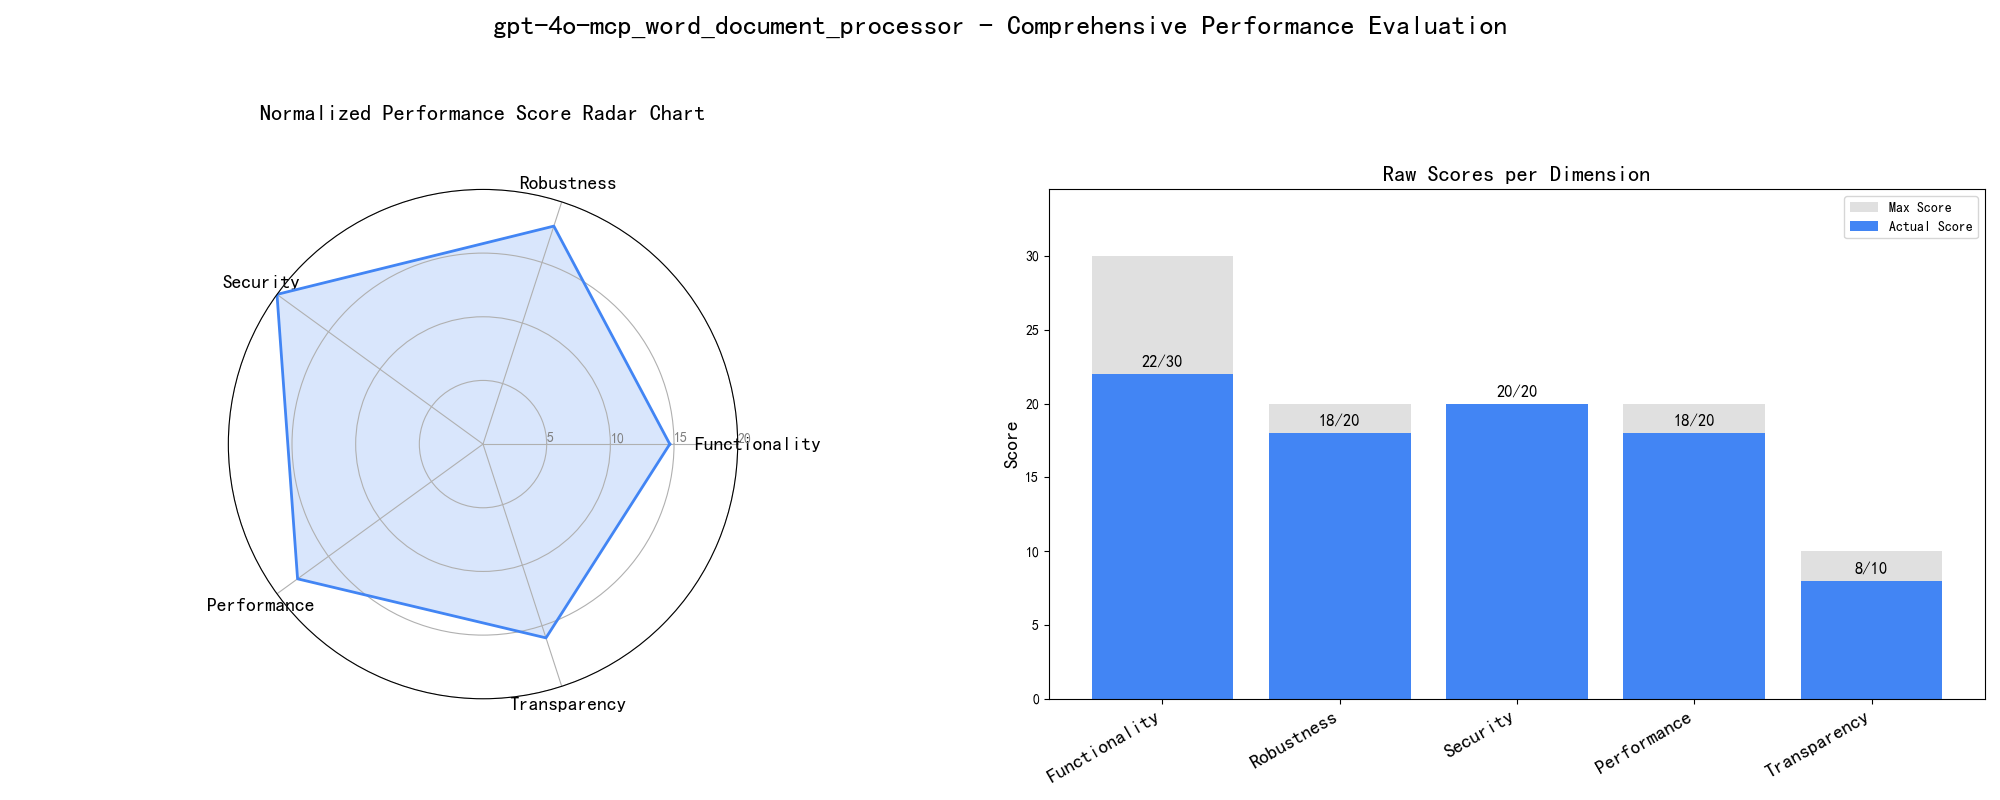 gpt-4o-mcp_word_document_processor - Comprehensive Performance Evaluation
Normalized Performance Score Radar Chart
Robustness
Security
Functionality
Performance
Transparency
5
10
15
20
Raw Scores per Dimension
Max Score
Actual Score
Score
30
25
20
15
10
5
0
22/30
18/20
20/20
18/20
8/10
Functionality
Robustness
Security
Performance
Transparency